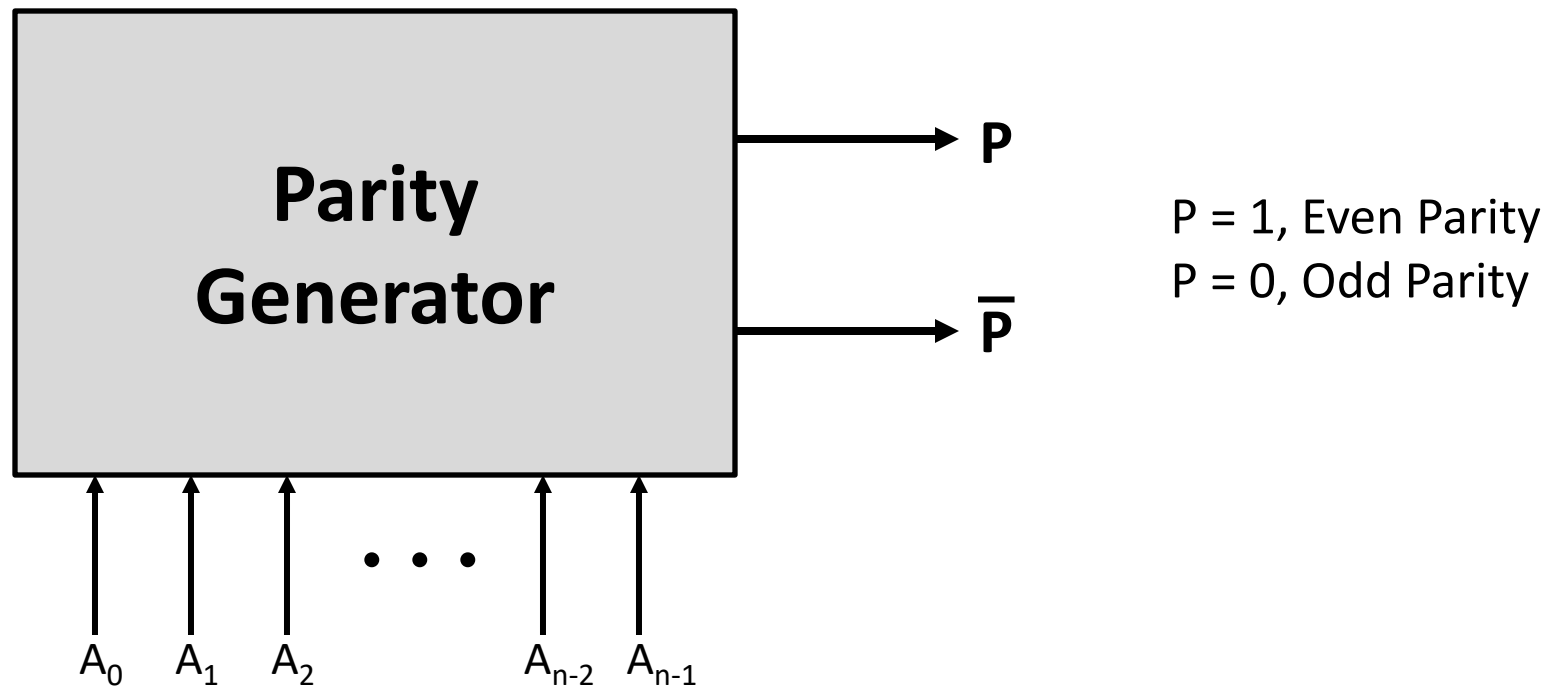 Parity
Generator
P
P = 1, Even Parity
P = 0, Odd Parity
P̅
A₀ A₁ A₂ • • • Aₙ₋₂ Aₙ₋₁